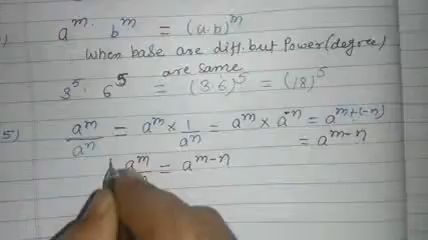 ) a^m . b^m = (a.b)^m
when base are diff. but Power(degree)
are same
3^5. 6^5 = (3.6)^5 = (18)^5
5) a^m/a^n = a^m × 1/a^n = a^m × a^-n = a^m+(-n)
= a^m-n
a^m = a^m-n